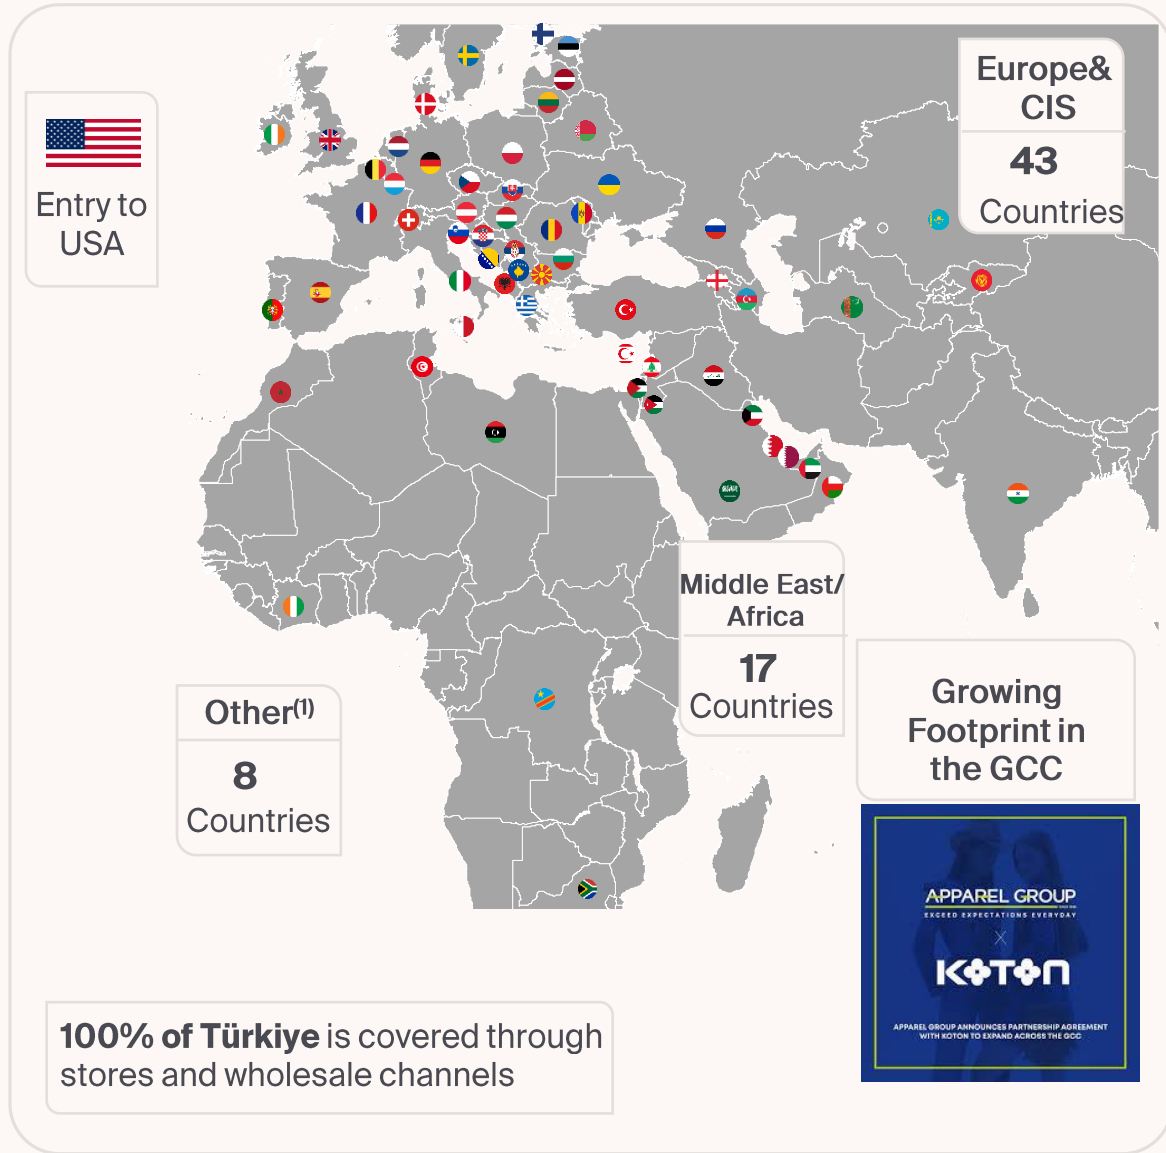 Entry to
USA
Europe&
CIS
43
Countries
Middle East/
Africa
17
Countries
Other(1)
8
Countries
Growing
Footprint in
the GCC
APPAREL GROUP
EXCEED EXPECTATIONS EVERYDAY
X
KOTON
APPAREL GROUP ANNOUNCES PARTNERSHIP AGREEMENT
WITH KOTON TO EXPAND ACROSS THE GCC
100% of Türkiye is covered through
stores and wholesale channels